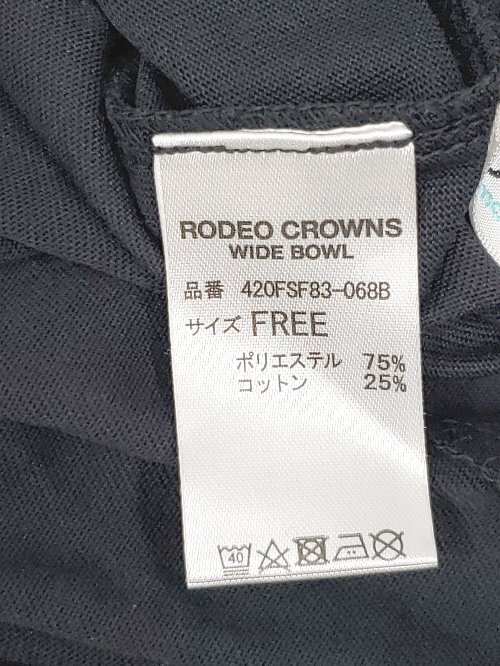 RODEO CROWNS
WIDE BOWL
品番 420FSF83-068B
サイズ FREE
ポリエステル 75%
コットン 25%
40